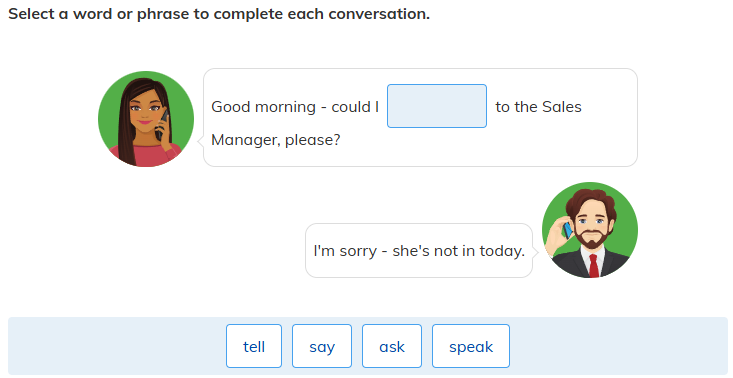 Select a word or phrase to complete each conversation.
Good morning - could I to the Sales
Manager, please?
I'm sorry - she's not in today.
tell say ask speak